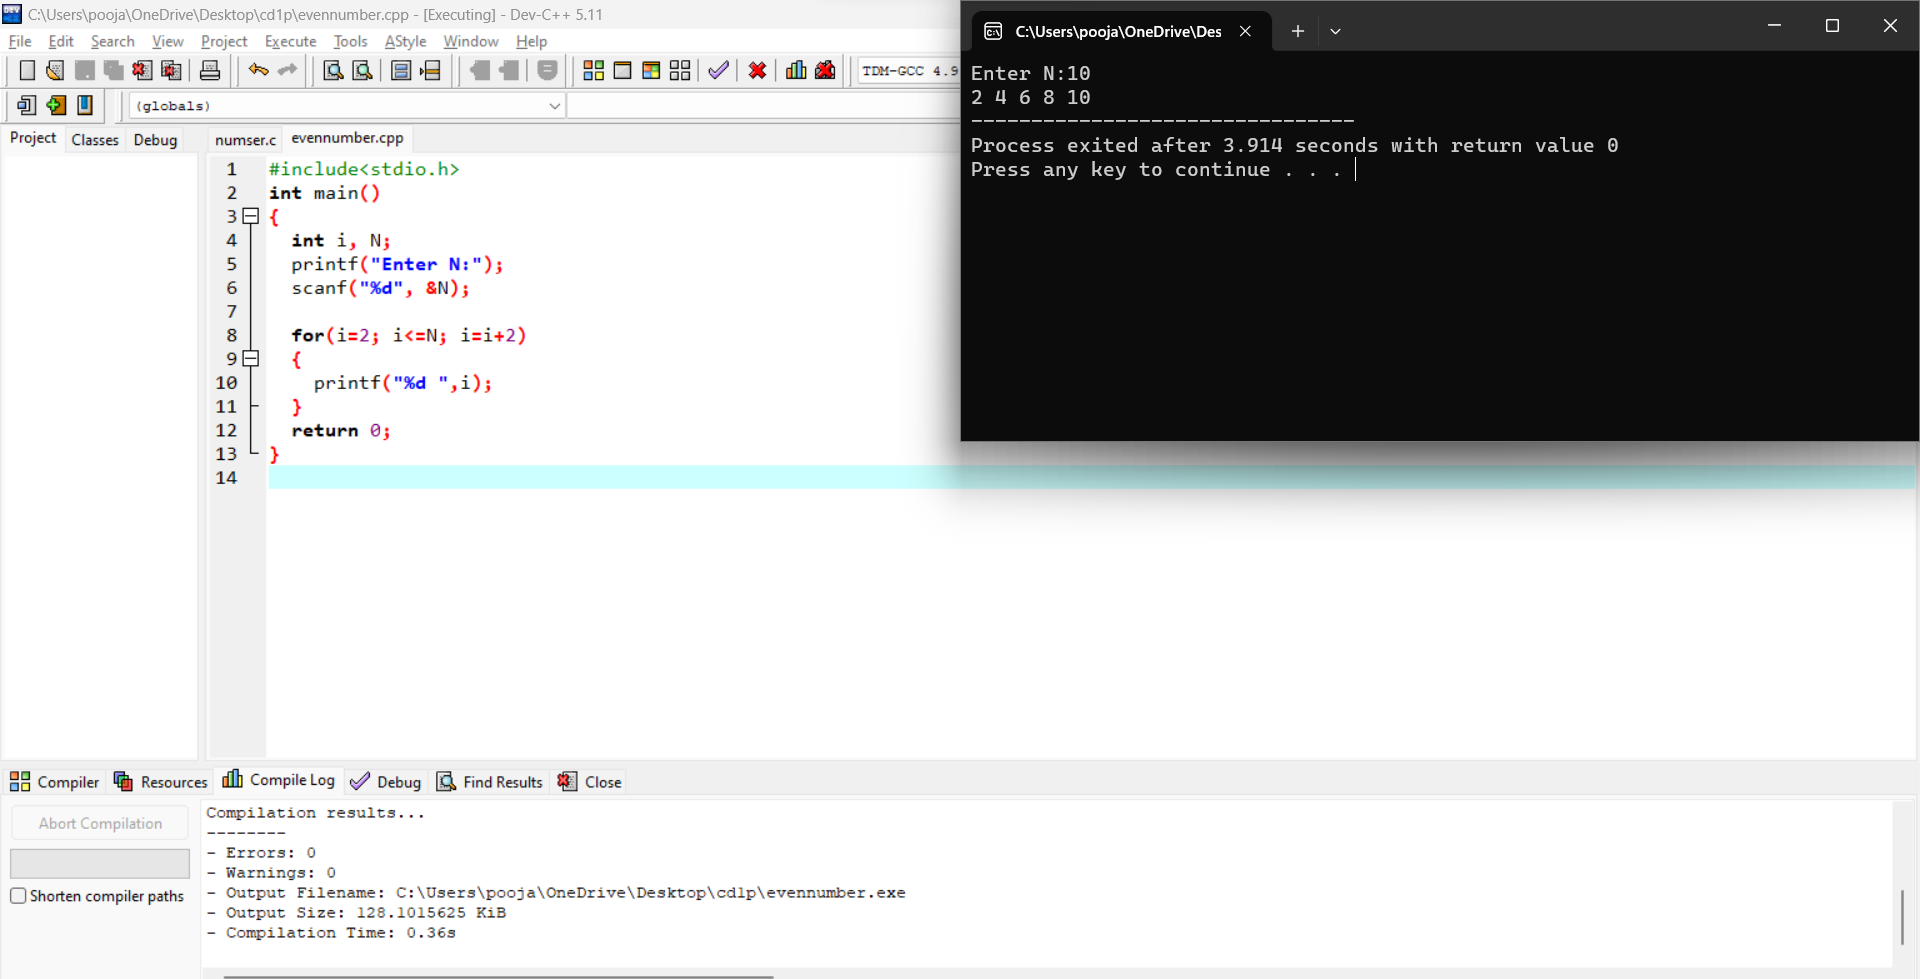 C:\Users\pooja\OneDrive\Desktop\cd1p\evennumber.cpp - [Executing] - Dev-C++ 5.11
File Edit Search View Project Execute Tools AStyle Window Help
TDM-GCC 4.9
(globals)
Project Classes Debug
numser.c evennumber.cpp
1 #include<stdio.h>
2 int main()
3 {
4 int i, N;
5 printf("Enter N:");
6 scanf("%d", &N);
7
8 for(i=2; i<=N; i=i+2)
9 {
10 printf("%d ",i);
11 }
12 return 0;
13 }
14
C:\Users\pooja\OneDrive\Des
Enter N:10
2 4 6 8 10
--------------------------------
Process exited after 3.914 seconds with return value 0
Press any key to continue . . .
Compiler Resources Compile Log Debug Find Results Close
Abort Compilation
Shorten compiler paths
Compilation results...
--------
- Errors: 0
- Warnings: 0
- Output Filename: C:\Users\pooja\OneDrive\Desktop\cd1p\evennumber.exe
- Output Size: 128.1015625 KiB
- Compilation Time: 0.36s